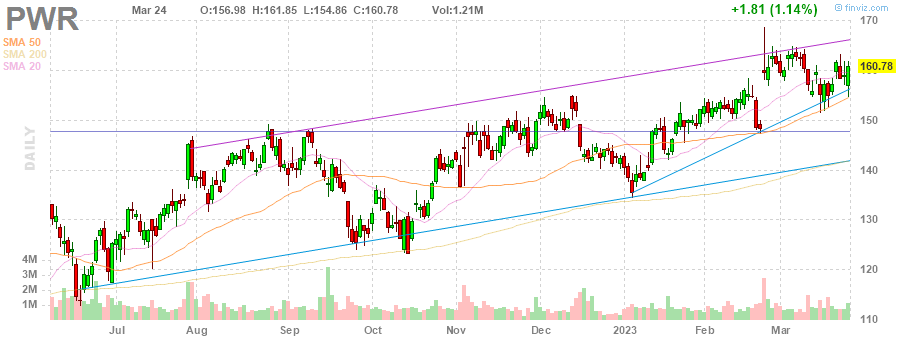 PWR Mar 24 O:156.98 H:161.85 L:154.86 C:160.78 Vol:1.21M +1.81 (1.14%) finviz.com
SMA 50
SMA 200
SMA 20
DAILY
170
160.78
160
150
140
130
120
110
4M
3M
2M
1M
Jul Aug Sep Oct Nov Dec 2023 Feb Mar